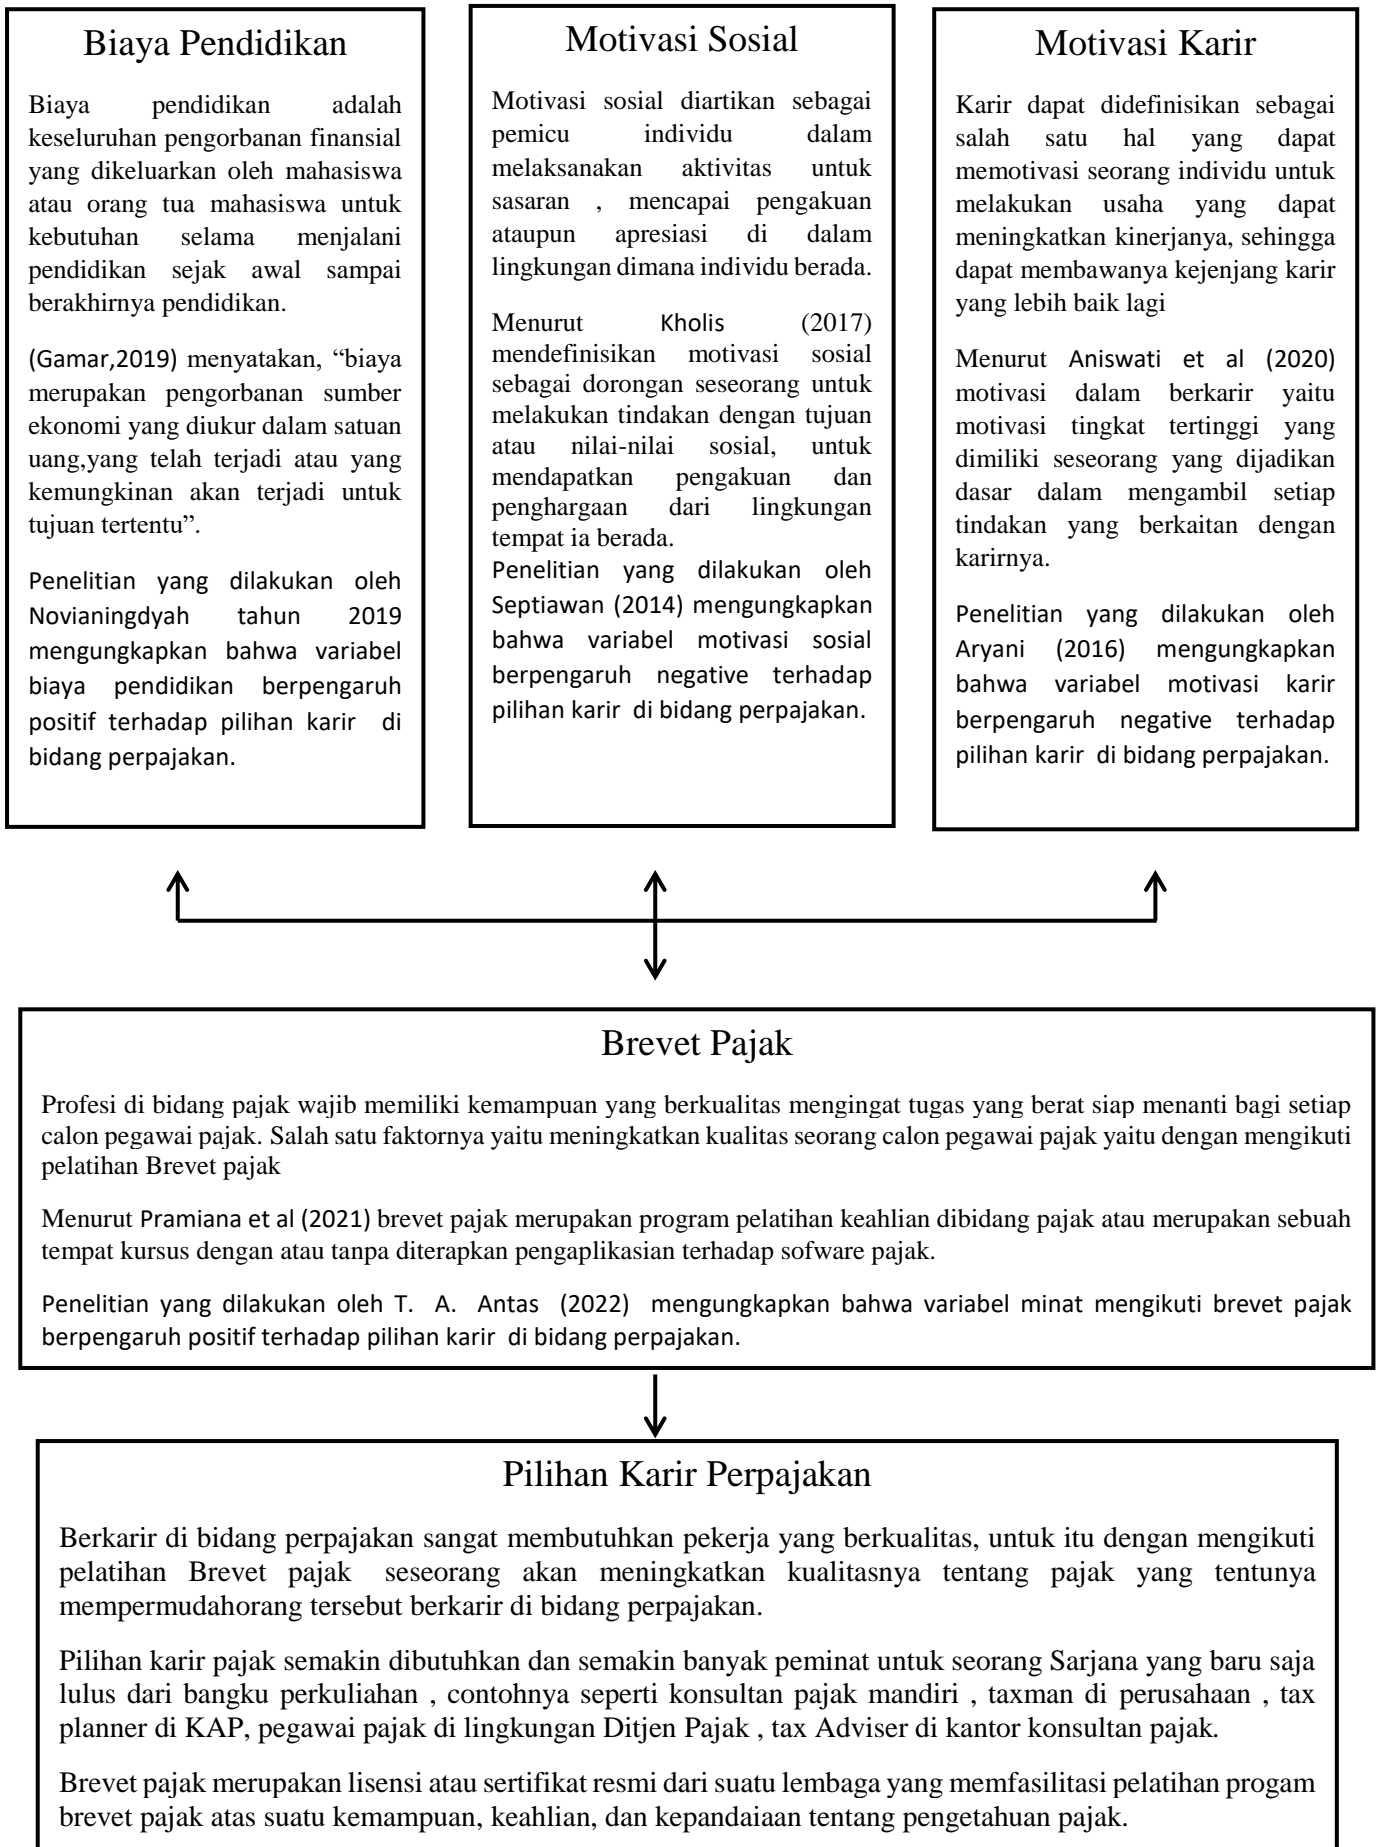 Biaya Pendidikan
Biaya pendidikan adalah
keseluruhan pengorbanan finansial
yang dikeluarkan oleh mahasiswa
atau orang tua mahasiswa untuk
kebutuhan selama menjalani
pendidikan sejak awal sampai
berakhirnya pendidikan.
(Gamar,2019) menyatakan, “biaya
merupakan pengorbanan sumber
ekonomi yang diukur dalam satuan
uang,yang telah terjadi atau yang
kemungkinan akan terjadi untuk
tujuan tertentu”.
Penelitian yang dilakukan oleh
Novianingdyah tahun 2019
mengungkapkan bahwa variabel
biaya pendidikan berpengaruh
positif terhadap pilihan karir di
bidang perpajakan.
Motivasi Sosial
Motivasi sosial diartikan sebagai
pemicu individu dalam
melaksanakan aktivitas untuk
sasaran , mencapai pengakuan
ataupun apresiasi di dalam
lingkungan dimana individu berada.
Menurut Kholis (2017)
mendefinisikan motivasi sosial
sebagai dorongan seseorang untuk
melakukan tindakan dengan tujuan
atau nilai-nilai sosial, untuk
mendapatkan pengakuan dan
penghargaan dari lingkungan
tempat ia berada.
Penelitian yang dilakukan oleh
Septiawan (2014) mengungkapkan
bahwa variabel motivasi sosial
berpengaruh negative terhadap
pilihan karir di bidang perpajakan.
Motivasi Karir
Karir dapat didefinisikan sebagai
salah satu hal yang dapat
memotivasi seorang individu untuk
melakukan usaha yang dapat
meningkatkan kinerjanya, sehingga
dapat membawanya kejenjang karir
yang lebih baik lagi
Menurut Aniswati et al (2020)
motivasi dalam berkarir yaitu
motivasi tingkat tertinggi yang
dimiliki seseorang yang dijadikan
dasar dalam mengambil setiap
tindakan yang berkaitan dengan
karirnya.
Penelitian yang dilakukan oleh
Aryani (2016) mengungkapkan
bahwa variabel motivasi karir
berpengaruh negative terhadap
pilihan karir di bidang perpajakan.
Brevet Pajak
Profesi di bidang pajak wajib memiliki kemampuan yang berkualitas mengingat tugas yang berat siap menanti bagi setiap
calon pegawai pajak. Salah satu faktornya yaitu meningkatkan kualitas seorang calon pegawai pajak yaitu dengan mengikuti
pelatihan Brevet pajak
Menurut Pramiana et al (2021) brevet pajak merupakan program pelatihan keahlian dibidang pajak atau merupakan sebuah
tempat kursus dengan atau tanpa diterapkan pengaplikasian terhadap sofware pajak.
Penelitian yang dilakukan oleh T. A. Antas (2022) mengungkapkan bahwa variabel minat mengikuti brevet pajak
berpengaruh positif terhadap pilihan karir di bidang perpajakan.
Pilihan Karir Perpajakan
Berkarir di bidang perpajakan sangat membutuhkan pekerja yang berkualitas, untuk itu dengan mengikuti
pelatihan Brevet pajak seseorang akan meningkatkan kualitasnya tentang pajak yang tentunya
mempermudahorang tersebut berkarir di bidang perpajakan.
Pilihan karir pajak semakin dibutuhkan dan semakin banyak peminat untuk seorang Sarjana yang baru saja
lulus dari bangku perkuliahan , contohnya seperti konsultan pajak mandiri , taxman di perusahaan , tax
planner di KAP, pegawai pajak di lingkungan Ditjen Pajak , tax Adviser di kantor konsultan pajak.
Brevet pajak merupakan lisensi atau sertifikat resmi dari suatu lembaga yang memfasilitasi pelatihan progam
brevet pajak atas suatu kemampuan, keahlian, dan kepandaiaan tentang pengetahuan pajak.